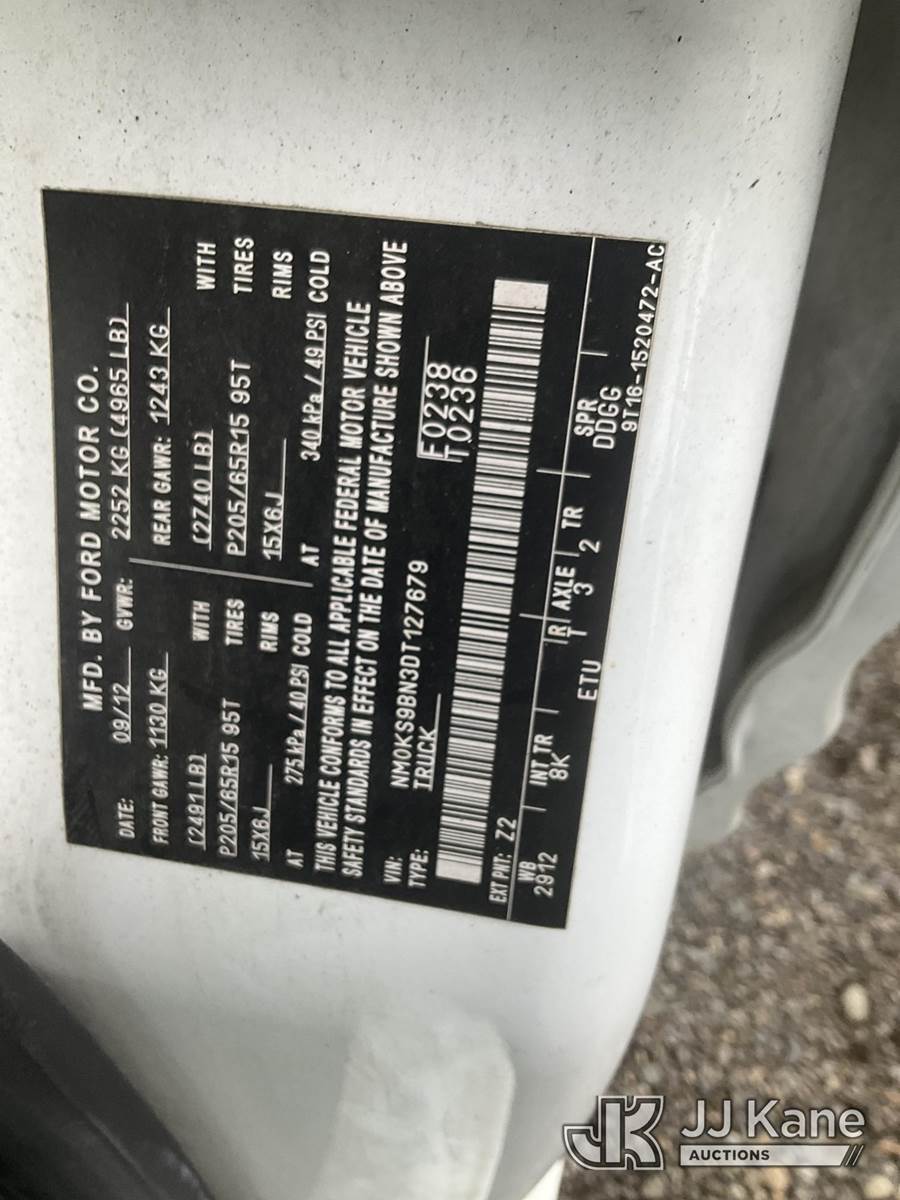 MFD. BY FORD MOTOR CO.
DATE: 09/12 GVWR: 2252 KG (4965 LB)
FRONT GAWR: 1130 KG REAR GAWR: 1243 KG
(2491 LB) WITH (2740 LB) WITH
P205/65R15 95T TIRES P205/65R15 95T TIRES
15X6J RIMS 15X6J RIMS
AT 275 kPa / 40 PSI COLD AT 340 kPa / 49 PSI COLD
THIS VEHICLE CONFORMS TO ALL APPLICABLE FEDERAL MOTOR VEHICLE
SAFETY STANDARDS IN EFFECT ON THE DATE OF MANUFACTURE SHOWN ABOVE
VIN: NM0KS9BN3DT127679 F0238
TYPE: TRUCK T0236
EXT PNT: Z2
WB INT TR R AXLE TR SPR
2912 8K ETU T 3 2 DDGG
9T16-1520472-AC
JK JJ Kane
AUCTIONS